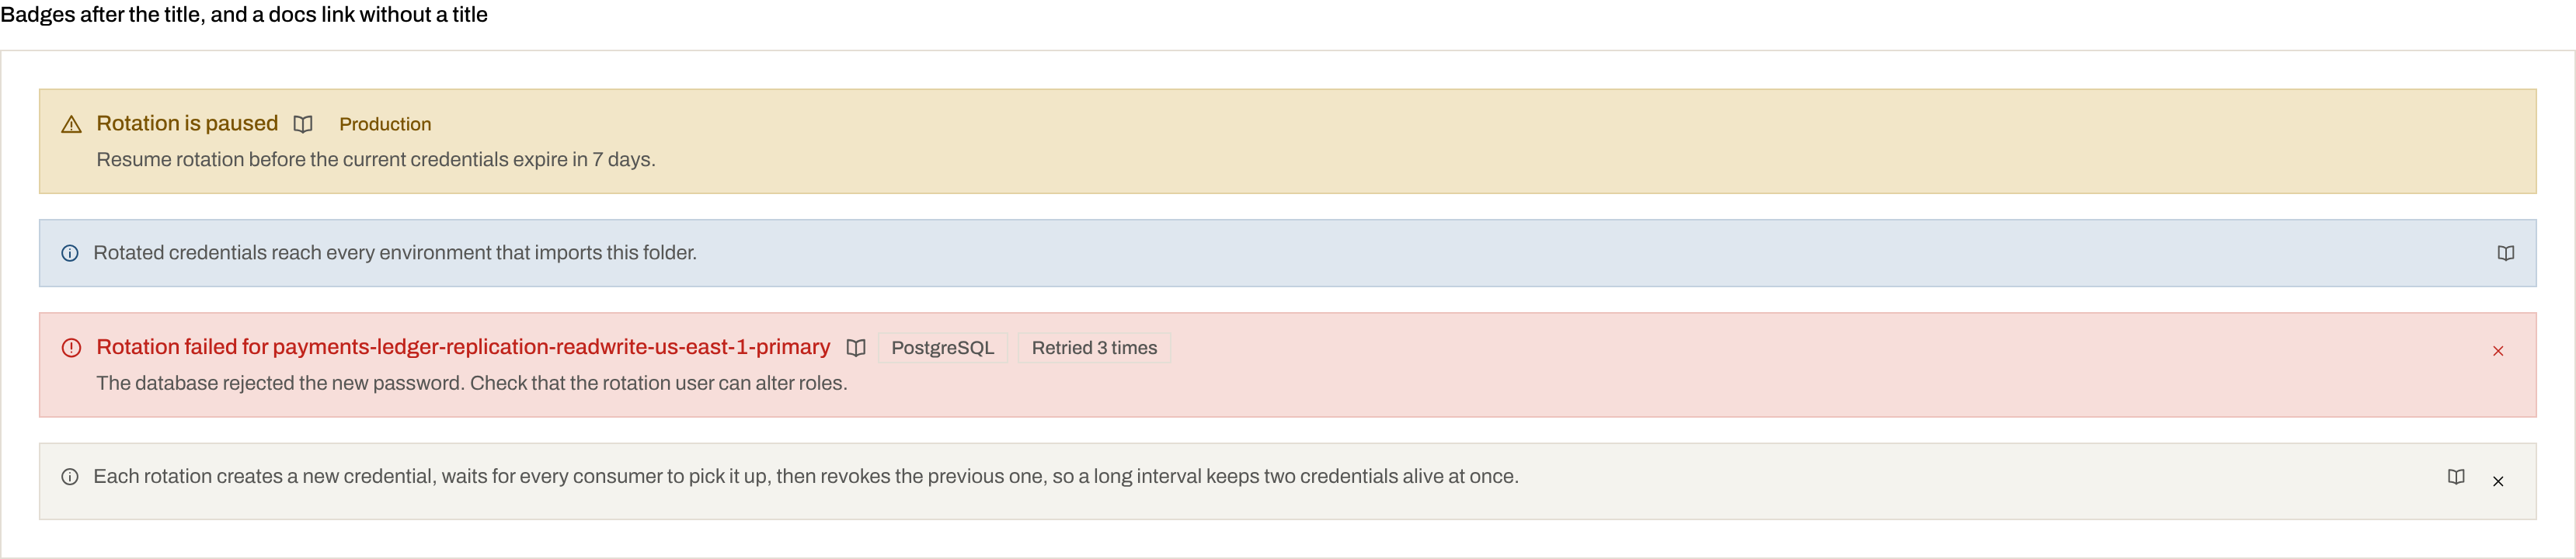 Badges after the title, and a docs link without a title
Rotation is paused Production
Resume rotation before the current credentials expire in 7 days.
Rotated credentials reach every environment that imports this folder.
Rotation failed for payments-ledger-replication-readwrite-us-east-1-primary PostgreSQL Retried 3 times
The database rejected the new password. Check that the rotation user can alter roles.
Each rotation creates a new credential, waits for every consumer to pick it up, then revokes the previous one, so a long interval keeps two credentials alive at once.